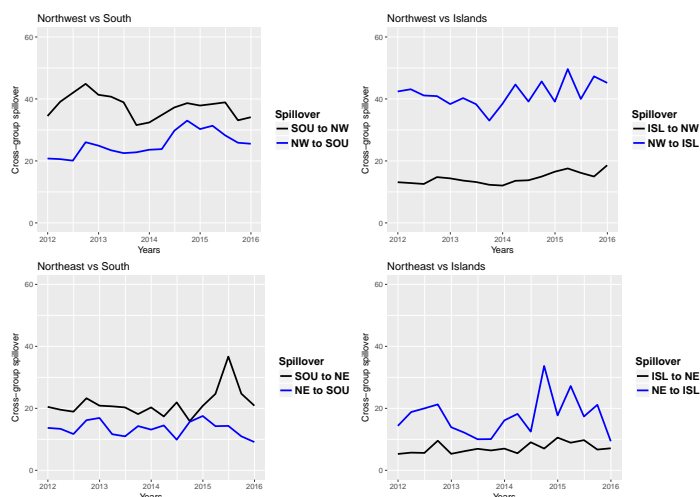 Northwest vs South
Cross−group spillover
60
40
20
0
2012 2013 2014 2015 2016
Years
Spillover
SOU to NW
NW to SOU
Northwest vs Islands
Cross−group spillover
60
40
20
0
2012 2013 2014 2015 2016
Years
Spillover
ISL to NW
NW to ISL
Northeast vs South
Cross−group spillover
60
40
20
0
2012 2013 2014 2015 2016
Years
Spillover
SOU to NE
NE to SOU
Northeast vs Islands
Cross−group spillover
60
40
20
0
2012 2013 2014 2015 2016
Years
Spillover
ISL to NE
NE to ISL